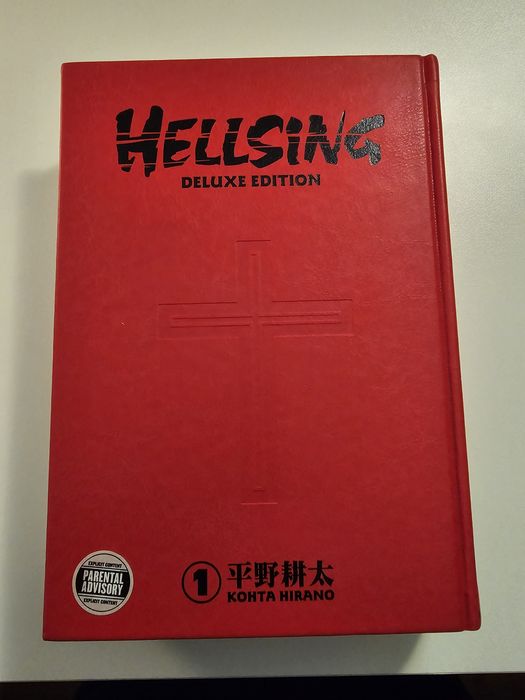 HELLSING
DELUXE EDITION
EXPLICIT CONTENT
PARENTAL
ADVISORY
EXPLICIT CONTENT
1 平野耕太
KOHTA HIRANO